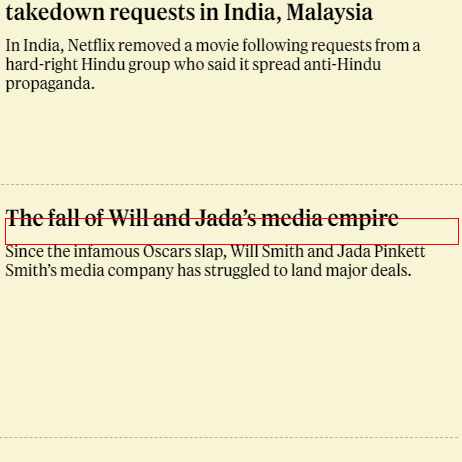 takedown requests in India, Malaysia
In India, Netflix removed a movie following requests from a
hard-right Hindu group who said it spread anti-Hindu
propaganda.
The fall of Will and Jada’s media empire
Since the infamous Oscars slap, Will Smith and Jada Pinkett
Smith’s media company has struggled to land major deals.